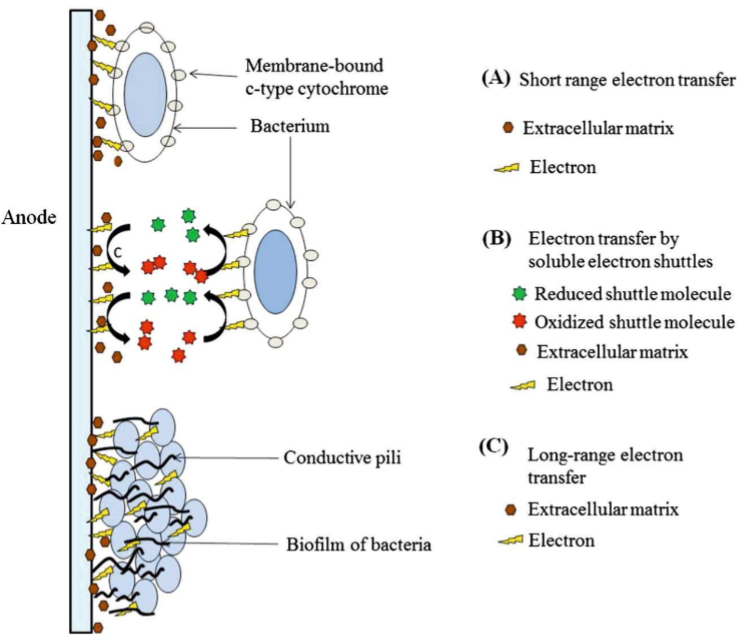 Membrane-bound
c-type cytochrome
Bacterium
Anode
C
Conductive pili
Biofilm of bacteria
(A) Short range electron transfer
Extracellular matrix
Electron
(B) Electron transfer by
soluble electron shuttles
Reduced shuttle molecule
Oxidized shuttle molecule
Extracellular matrix
Electron
(C) Long-range electron
transfer
Extracellular matrix
Electron